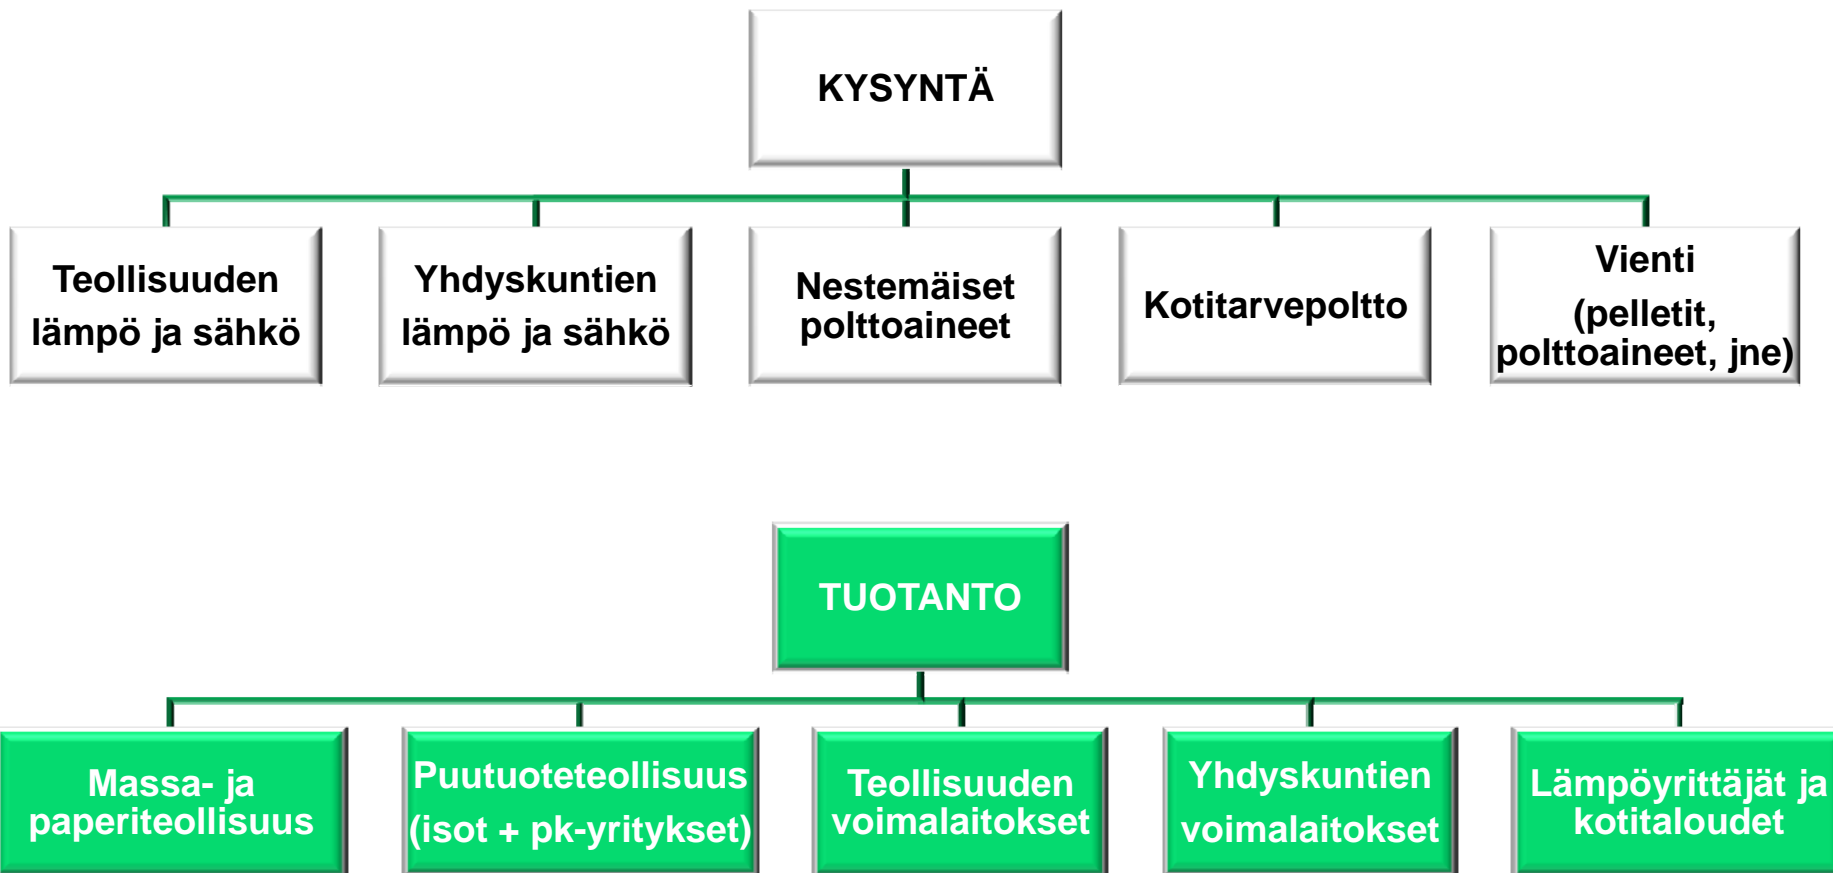 KYSYNTÄ
Teollisuuden
lämpö ja sähkö
Yhdyskuntien
lämpö ja sähkö
Nestemäiset
polttoaineet
Kotitarvepoltto
Vienti
(pelletit,
polttoaineet, jne)
TUOTANTO
Massa- ja
paperiteollisuus
Puutuoteteollisuus
(isot + pk-yritykset)
Teollisuuden
voimalaitokset
Yhdyskuntien
voimalaitokset
Lämpöyrittäjät ja
kotitaloudet